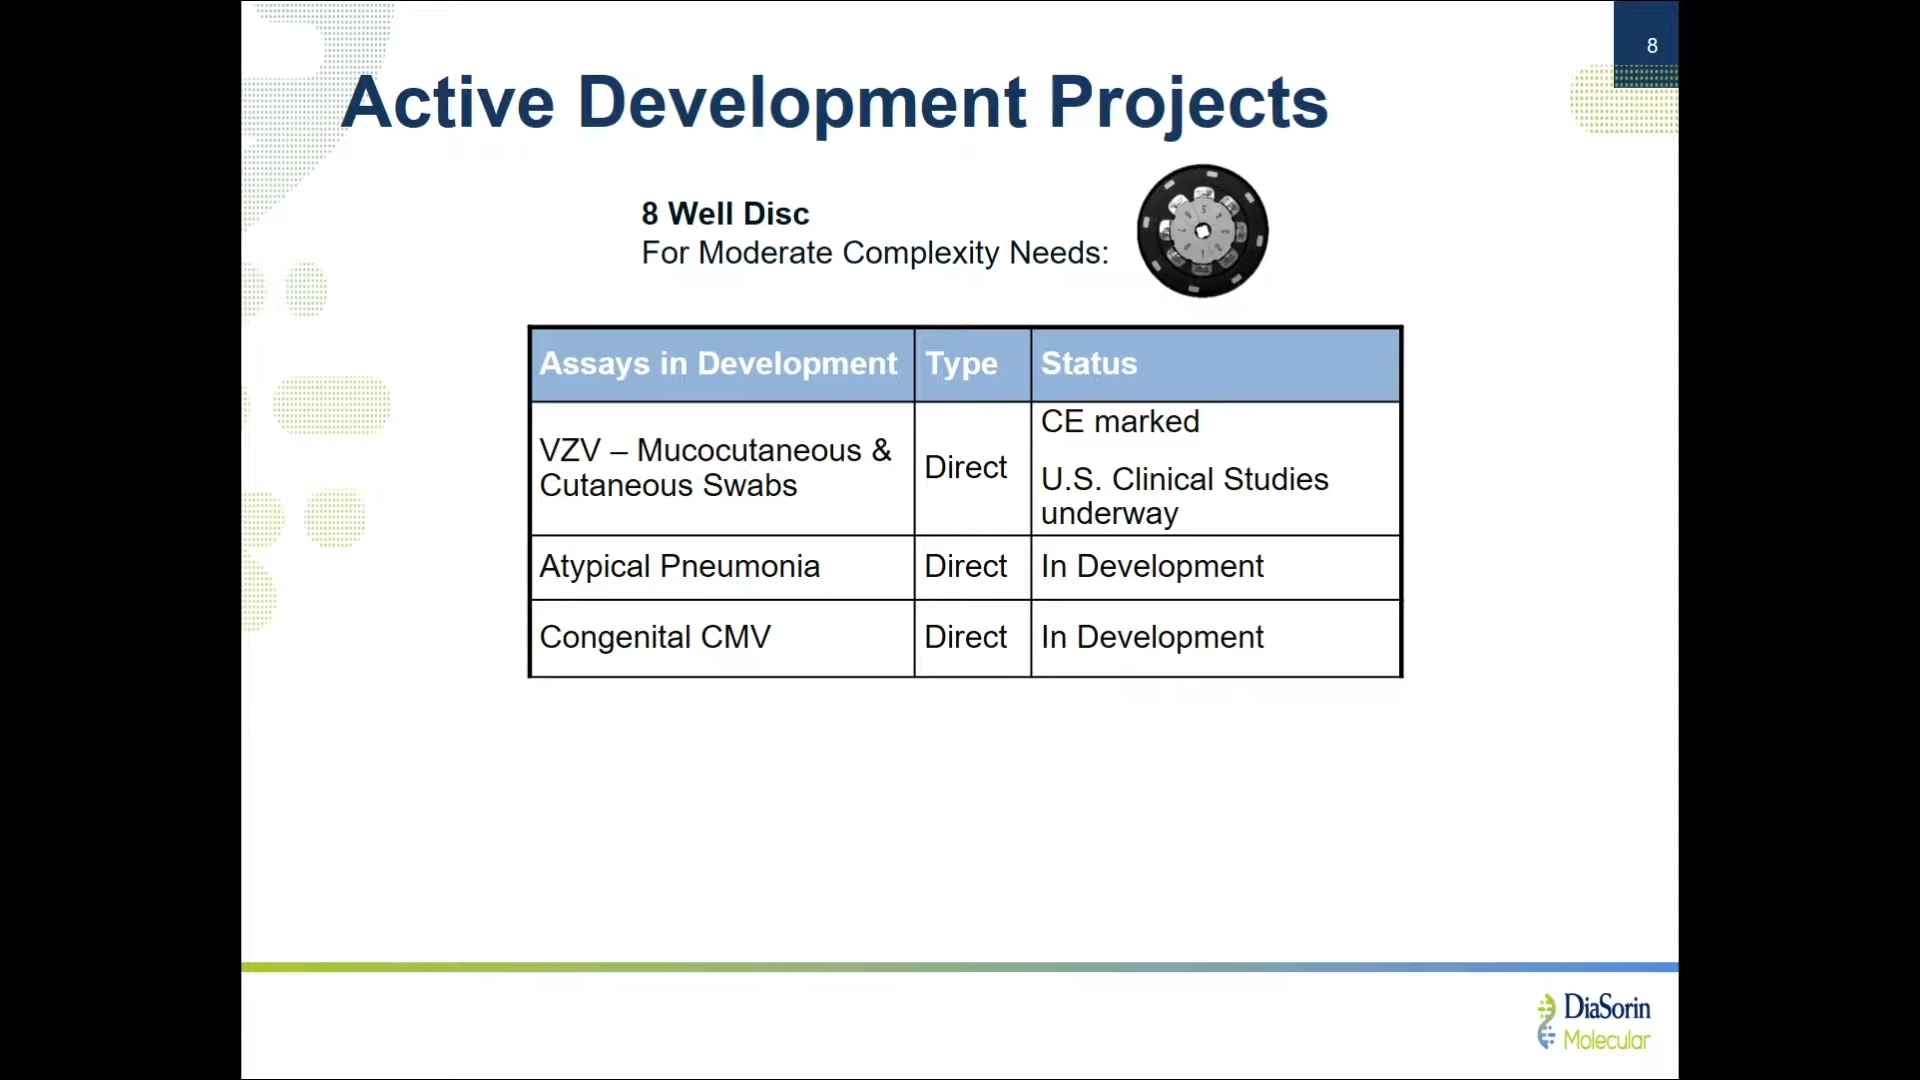 8
Active Development Projects
8 Well Disc
For Moderate Complexity Needs:
Assays in Development Type Status
VZV – Mucocutaneous &
Cutaneous Swabs
Direct
CE marked
U.S. Clinical Studies
underway
Atypical Pneumonia Direct In Development
Congenital CMV Direct In Development
DiaSorin
Molecular